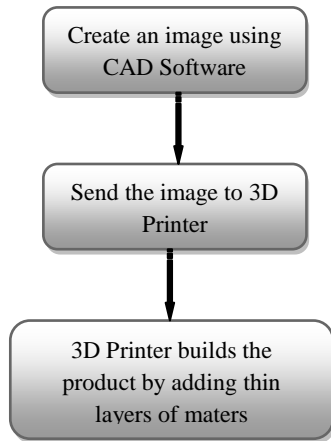 Create an image using
CAD Software
Send the image to 3D
Printer
3D Printer builds the
product by adding thin
layers of maters